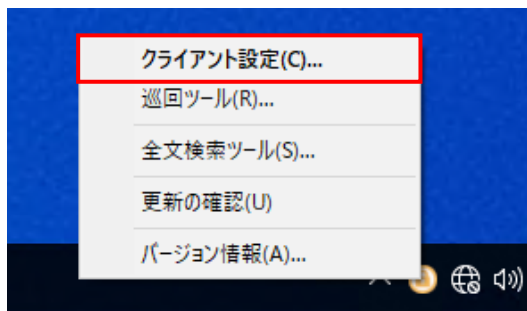 クライアント設定(C)...
巡回ツール(R)...
全文検索ツール(S)...
更新の確認(U)
バージョン情報(A)...